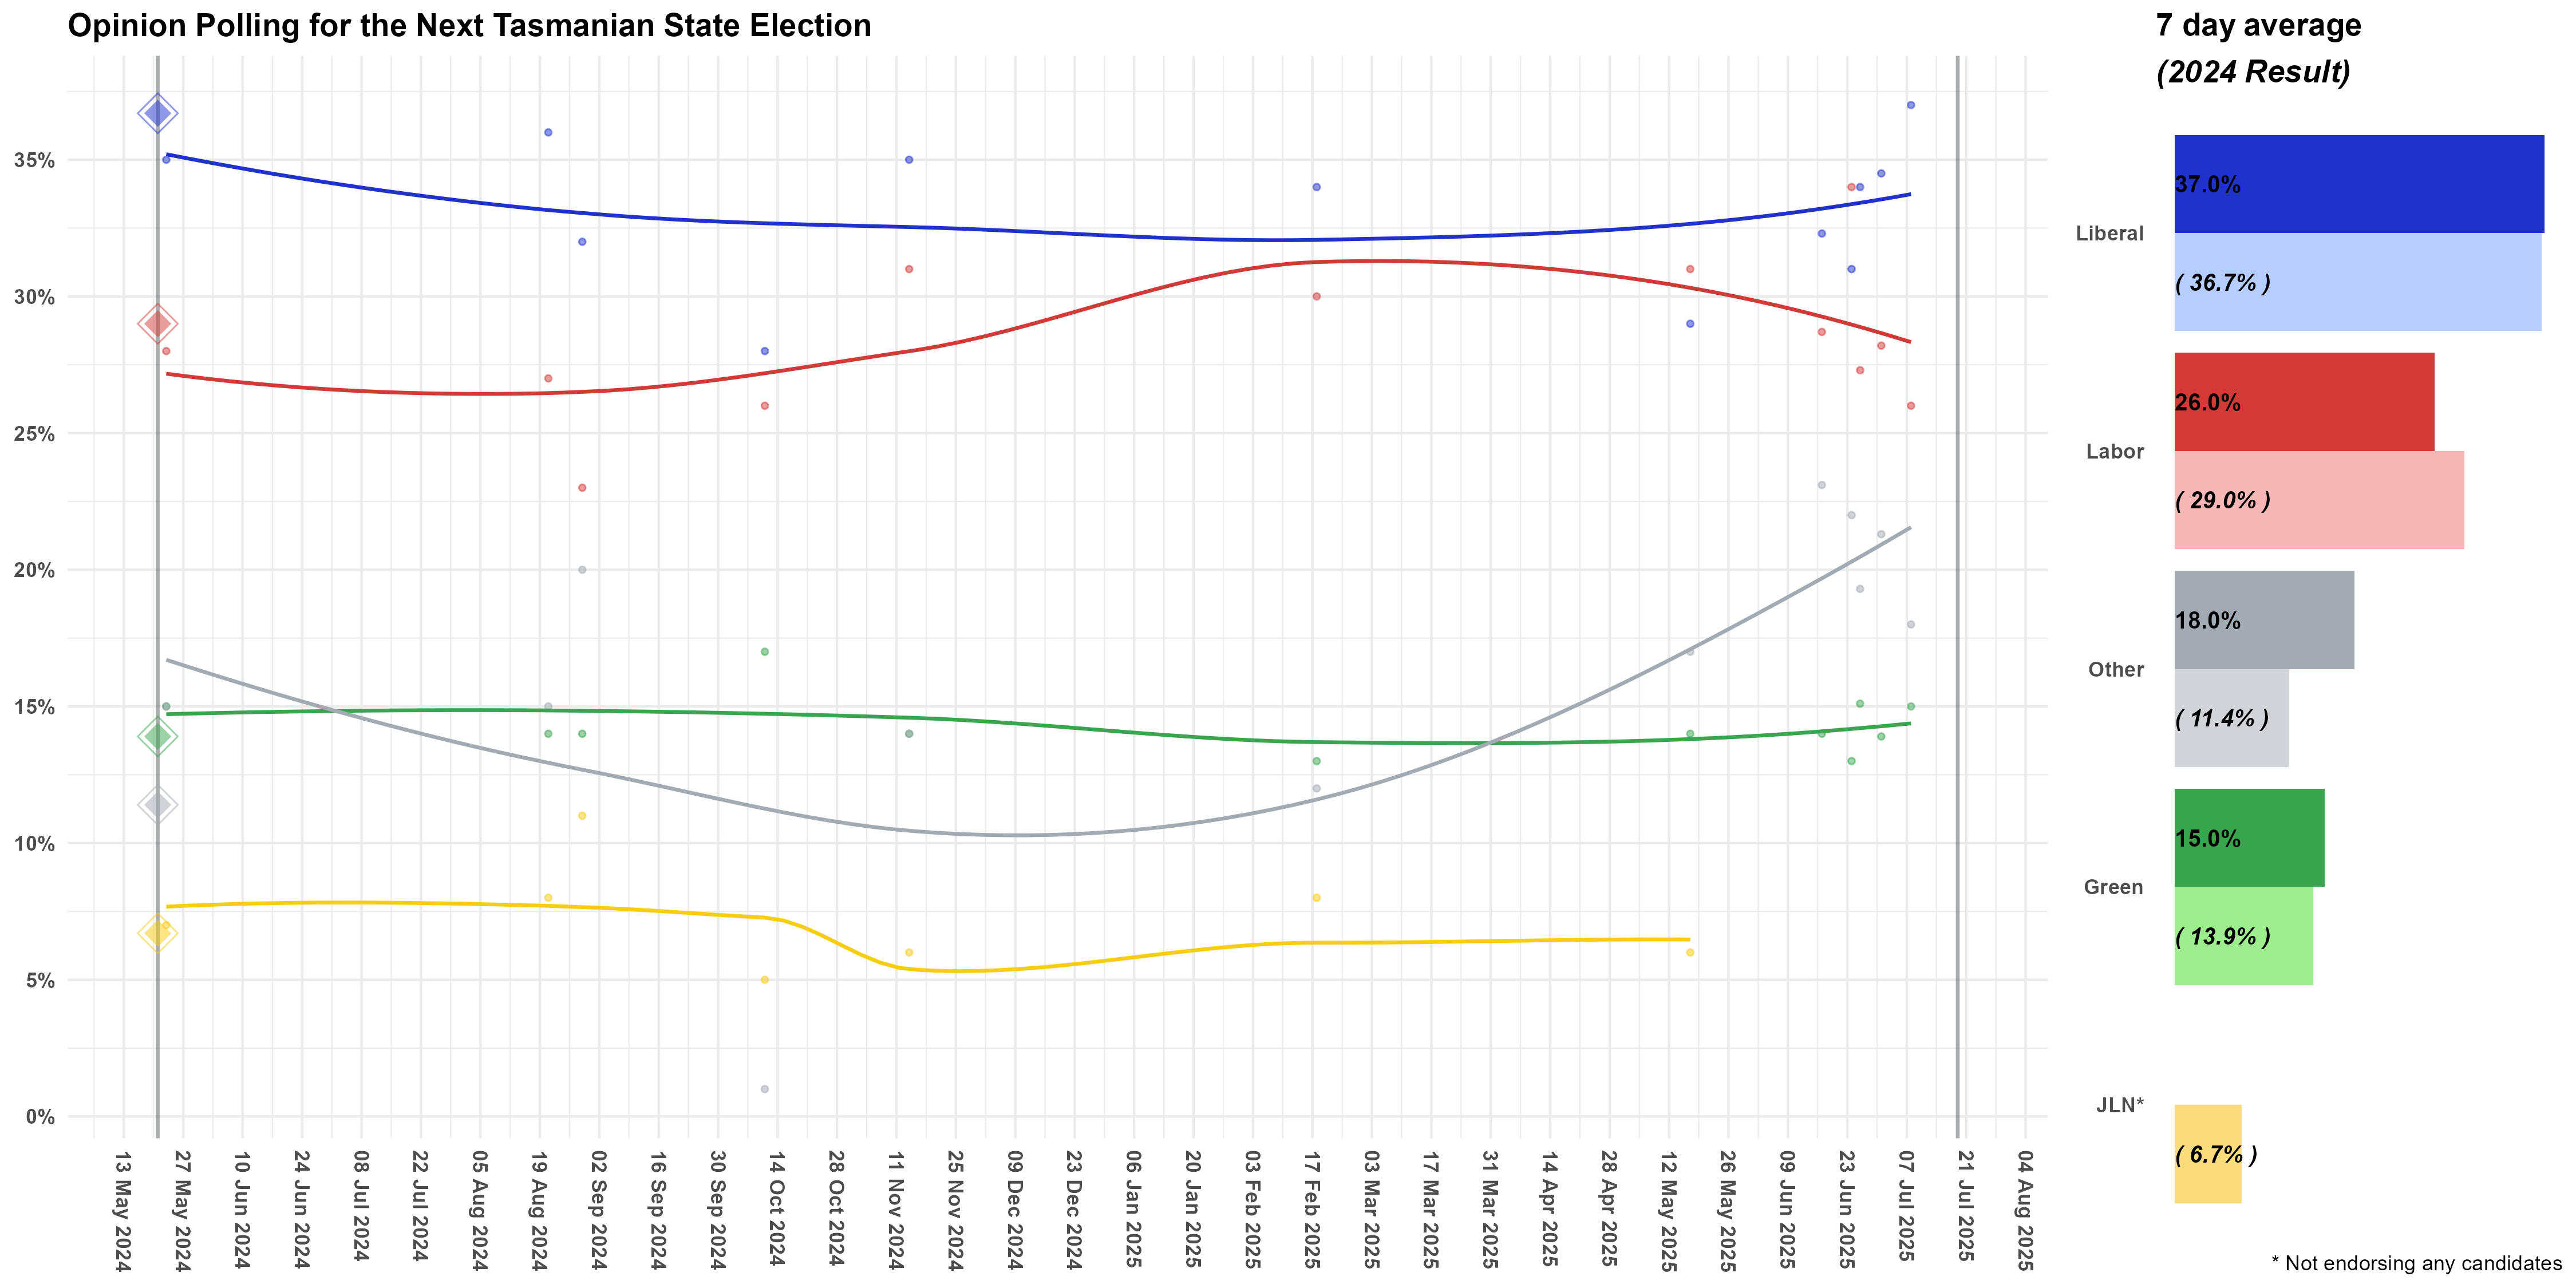 Opinion Polling for the Next Tasmanian State Election
35%
30%
25%
20%
15%
10%
5%
0%
13 May 2024
27 May 2024
10 Jun 2024
24 Jun 2024
08 Jul 2024
22 Jul 2024
05 Aug 2024
19 Aug 2024
02 Sep 2024
16 Sep 2024
30 Sep 2024
14 Oct 2024
28 Oct 2024
11 Nov 2024
25 Nov 2024
09 Dec 2024
23 Dec 2024
06 Jan 2025
20 Jan 2025
03 Feb 2025
17 Feb 2025
03 Mar 2025
17 Mar 2025
31 Mar 2025
14 Apr 2025
28 Apr 2025
12 May 2025
26 May 2025
09 Jun 2025
23 Jun 2025
07 Jul 2025
21 Jul 2025
04 Aug 2025
7 day average
(2024 Result)
Liberal
37.0%
( 36.7% )
Labor
26.0%
( 29.0% )
Other
18.0%
( 11.4% )
Green
15.0%
( 13.9% )
JLN*
( 6.7% )
* Not endorsing any candidates